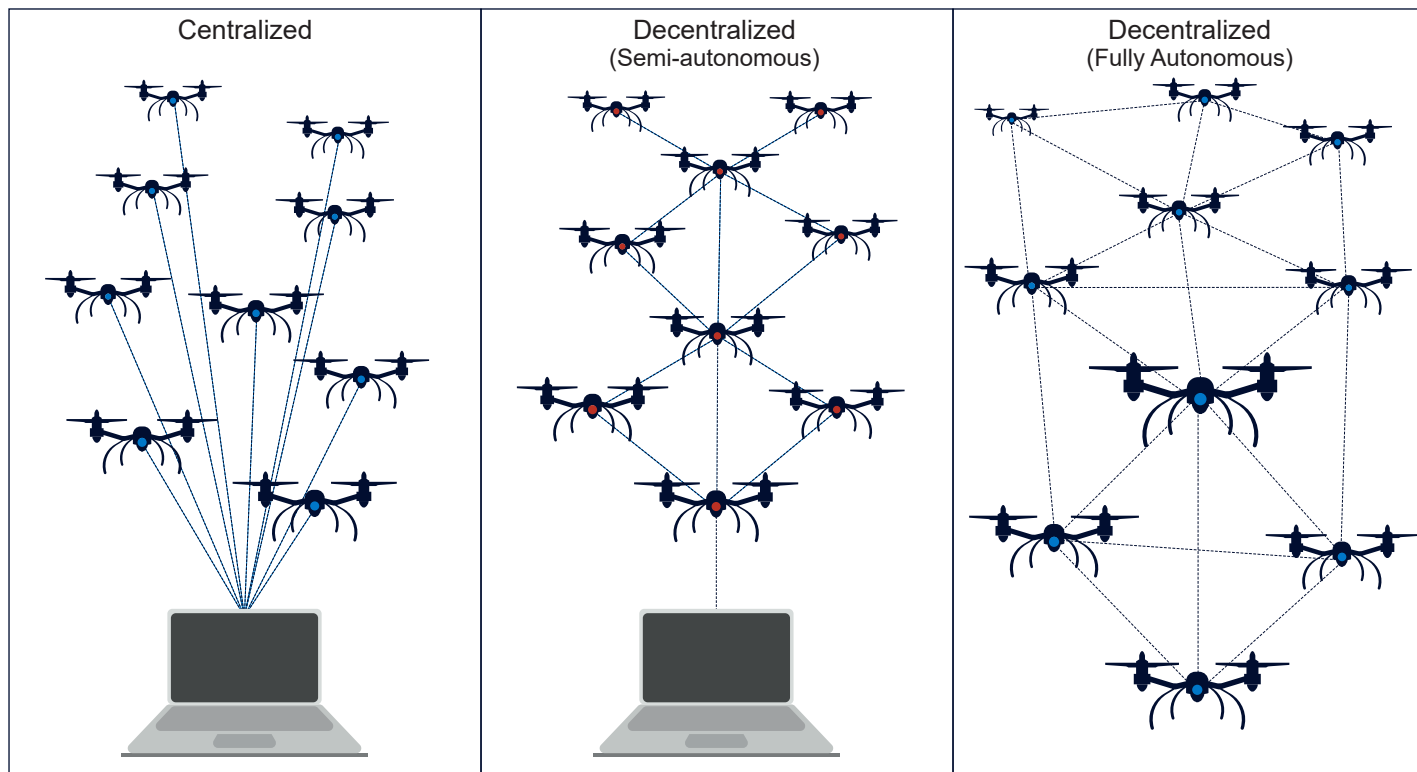 Centralized
Decentralized
(Semi-autonomous)
Decentralized
(Fully Autonomous)